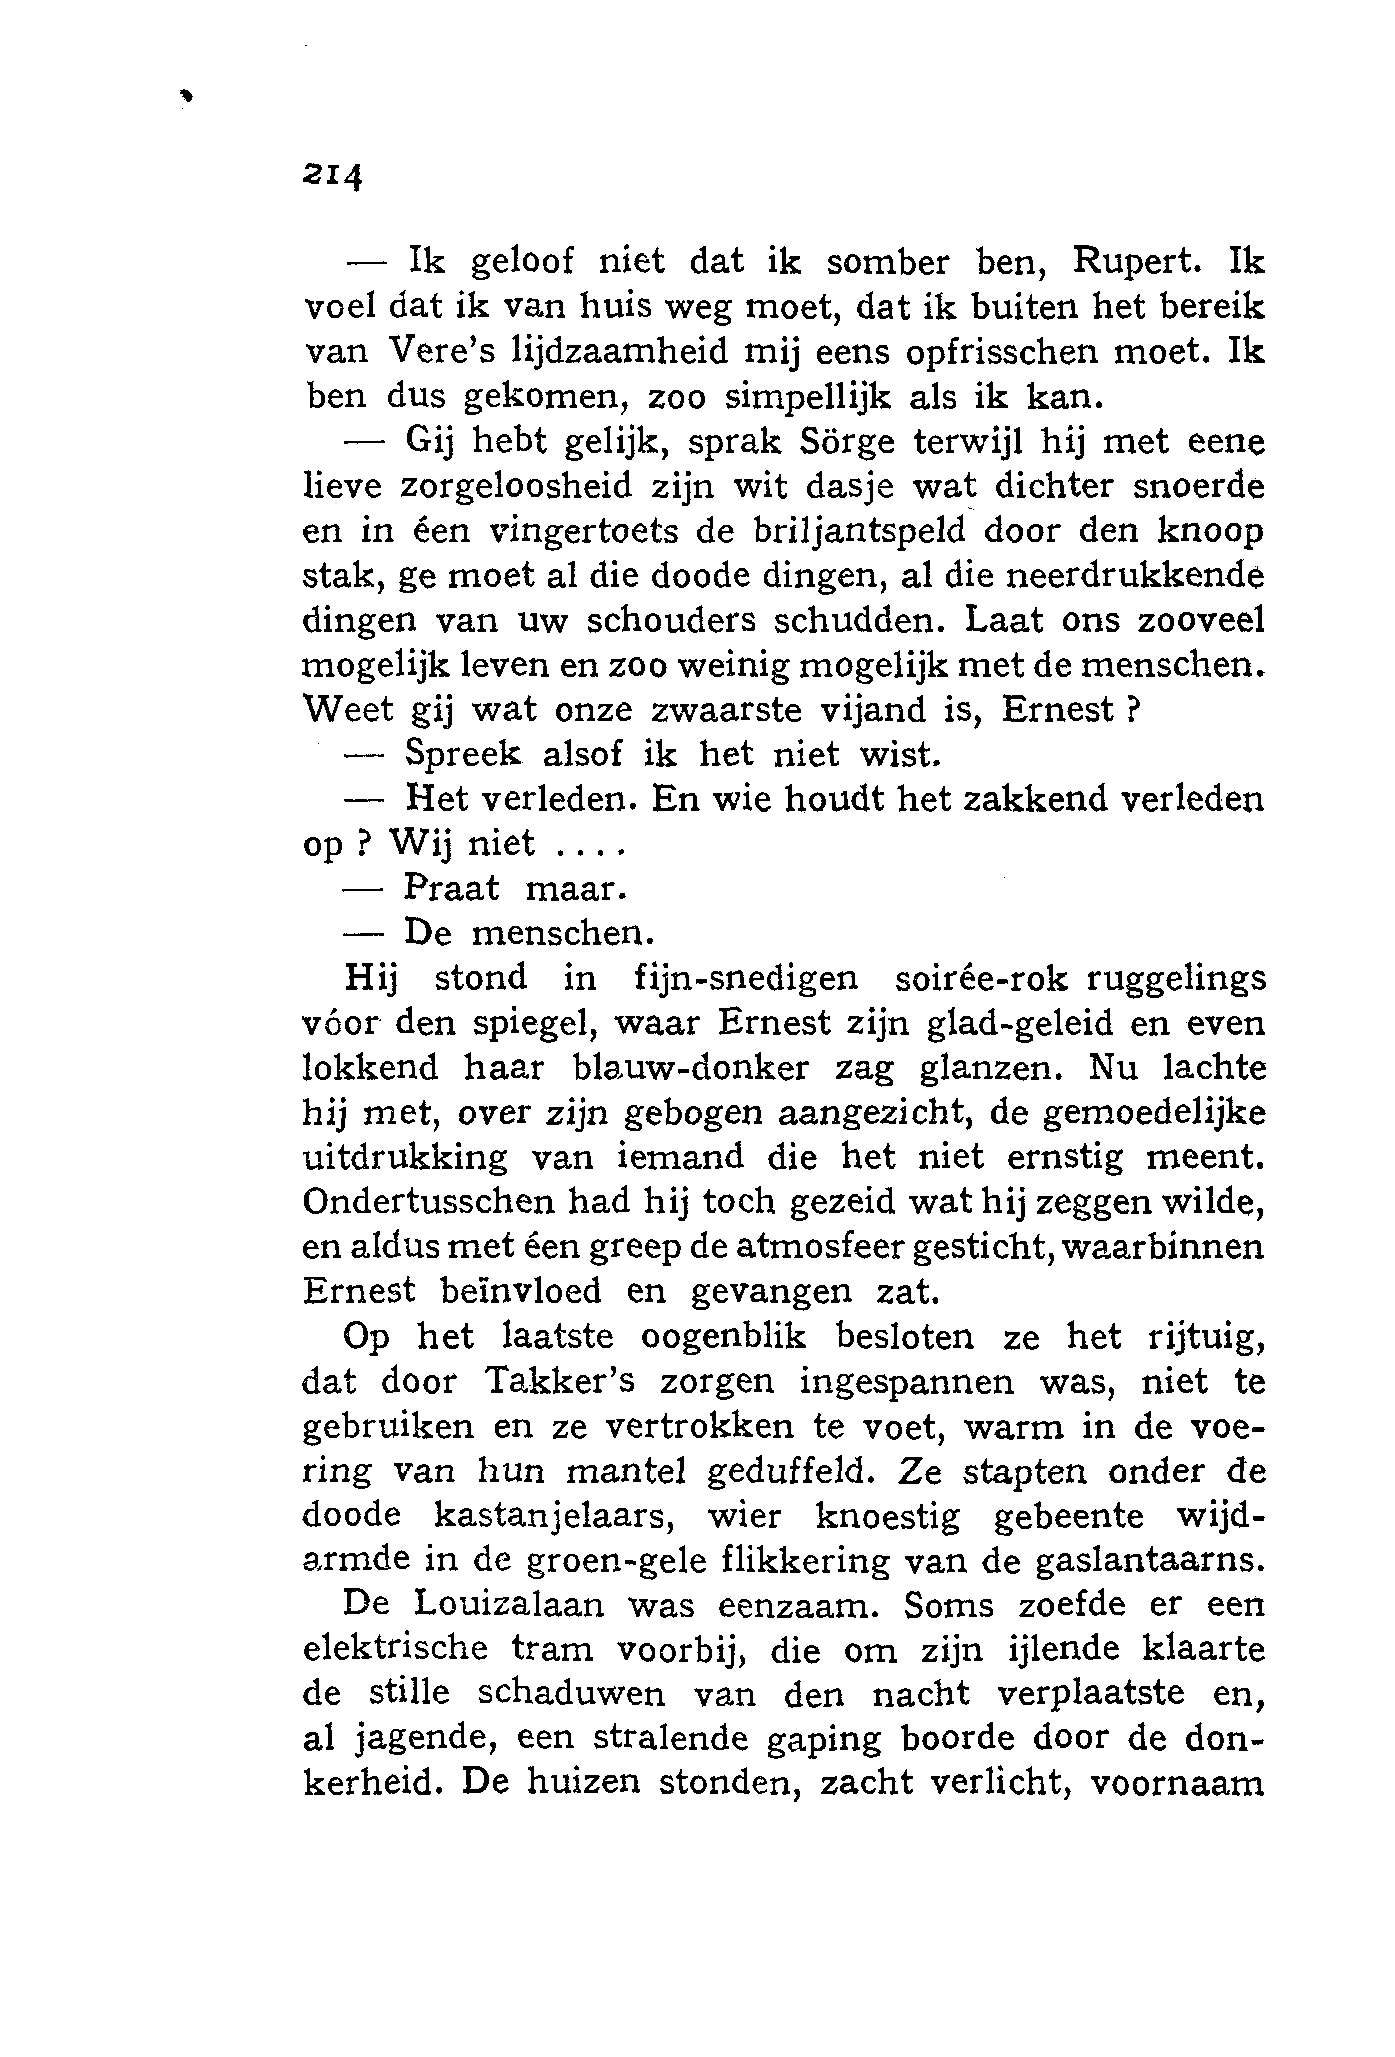 214
— Ik geloof niet dat ik somber ben, Rupert. Ik
voel dat ik van huis weg moet, dat ik buiten het bereik
van Vere's lijdzaamheid mij eens opfrisschen moet. Ik
ben dus gekomen, zoo simpellijk als ik kan.
— Gij hebt gelijk, sprak Sörge terwijl hij met eene
lieve zorgeloosheid zijn wit dasje wat dichter snoerde
en in éen vingertoets de briljantspeld door den knoop
stak, ge moet al die doode dingen, al die neerdrukkende
dingen van uw schouders schudden. Laat ons zooveel
mogelijk leven en zoo weinig mogelijk met de menschen.
Weet gij wat onze zwaarste vijand is, Ernest ?
— Spreek alsof ik het niet wist.
— Het verleden. En wie houdt het zakkend verleden
op ? Wij niet ....
— Praat maar.
— De menschen.
Hij stond in fijn-snedigen soirée-rok ruggelings
vóor den spiegel, waar Ernest zijn glad-geleid en even
lokkend haar blauw-donker zag glanzen. Nu lachte
hij met, over zijn gebogen aangezicht, de gemoedelijke
uitdrukking van iemand die het niet ernstig meent.
Ondertusschen had hij toch gezeid wat hij zeggen wilde,
en aldus met éen greep de atmosfeer gesticht, waarbinnen
Ernest beïnvloed en gevangen zat.
Op het laatste oogenblik besloten ze het rijtuig,
dat door Takker's zorgen ingespannen was, niet te
gebruiken en ze vertrokken te voet, warm in de voe-
ring van hun mantel geduffeld. Ze stapten onder de
doode kastanjelaars, wier knoestig gebeente wijd-
armde in de groen-gele flikkering van de gaslantaarns.
De Louizalaan was eenzaam. Soms zoefde er een
elektrische tram voorbij, die om zijn ijlende klaarte
de stille schaduwen van den nacht verplaatste en,
al jagende, een stralende gaping boorde door de don-
kerheid. De huizen stonden, zacht verlicht, voornaam